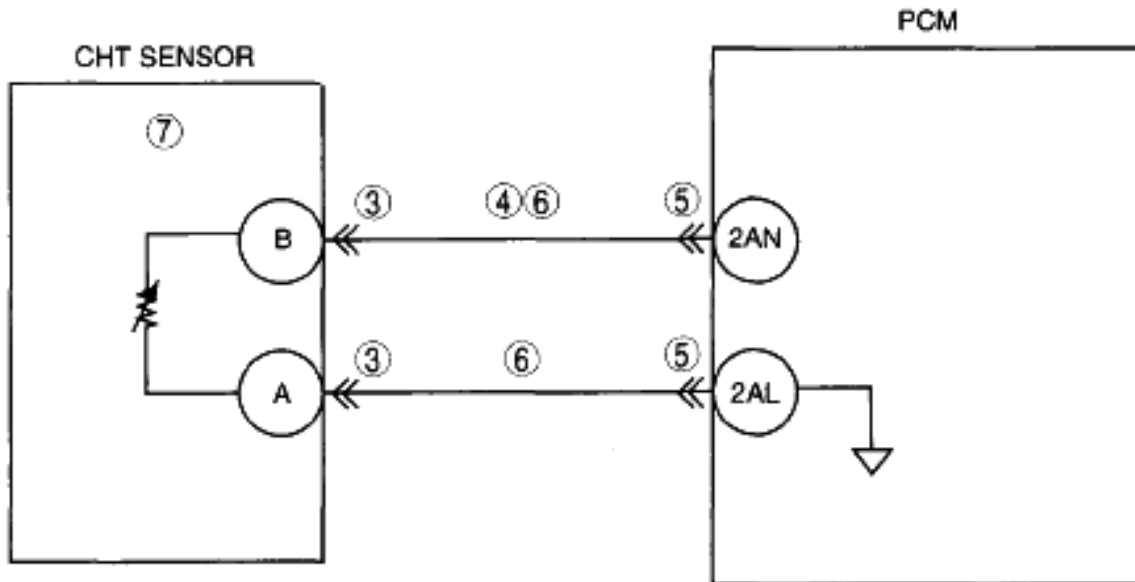 PCM
CHT SENSOR
⑦
③ ④⑥ ⑤
B 2AN
③ ⑥ ⑤
A 2AL